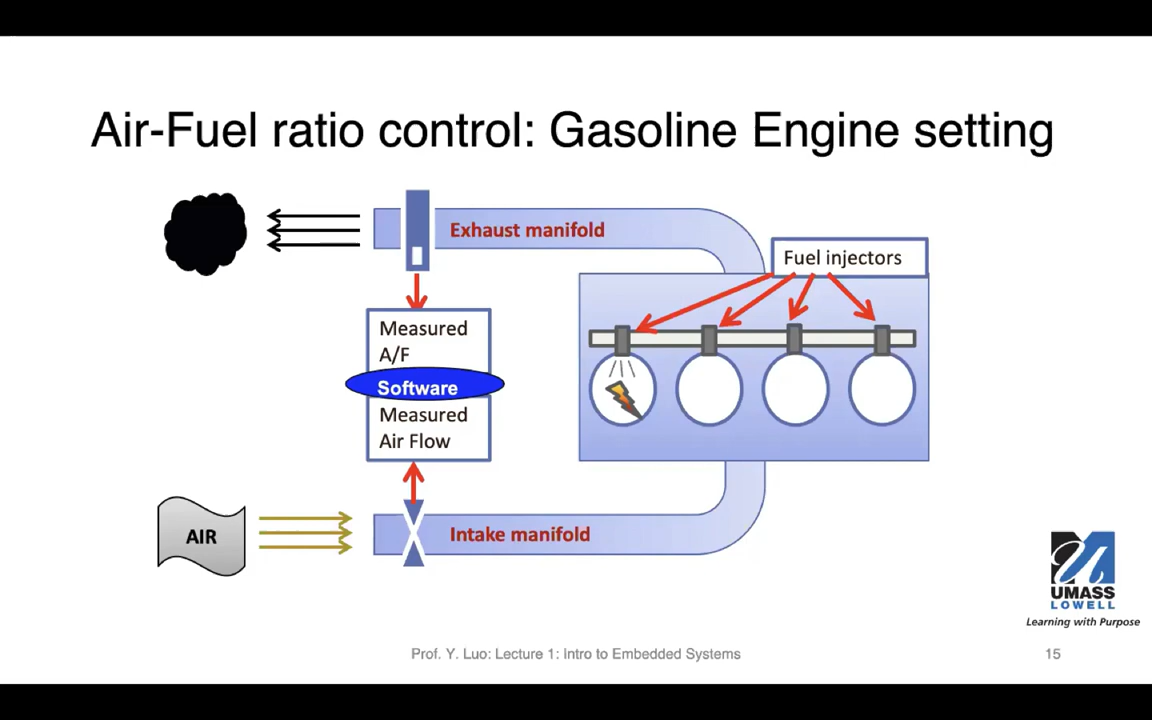 Air-Fuel ratio control: Gasoline Engine setting
Exhaust manifold
Fuel injectors
Measured
A/F
Software
Measured
Air Flow
AIR
Intake manifold
UMASS
LOWELL
Learning with Purpose
Prof. Y. Luo: Lecture 1: Intro to Embedded Systems
15